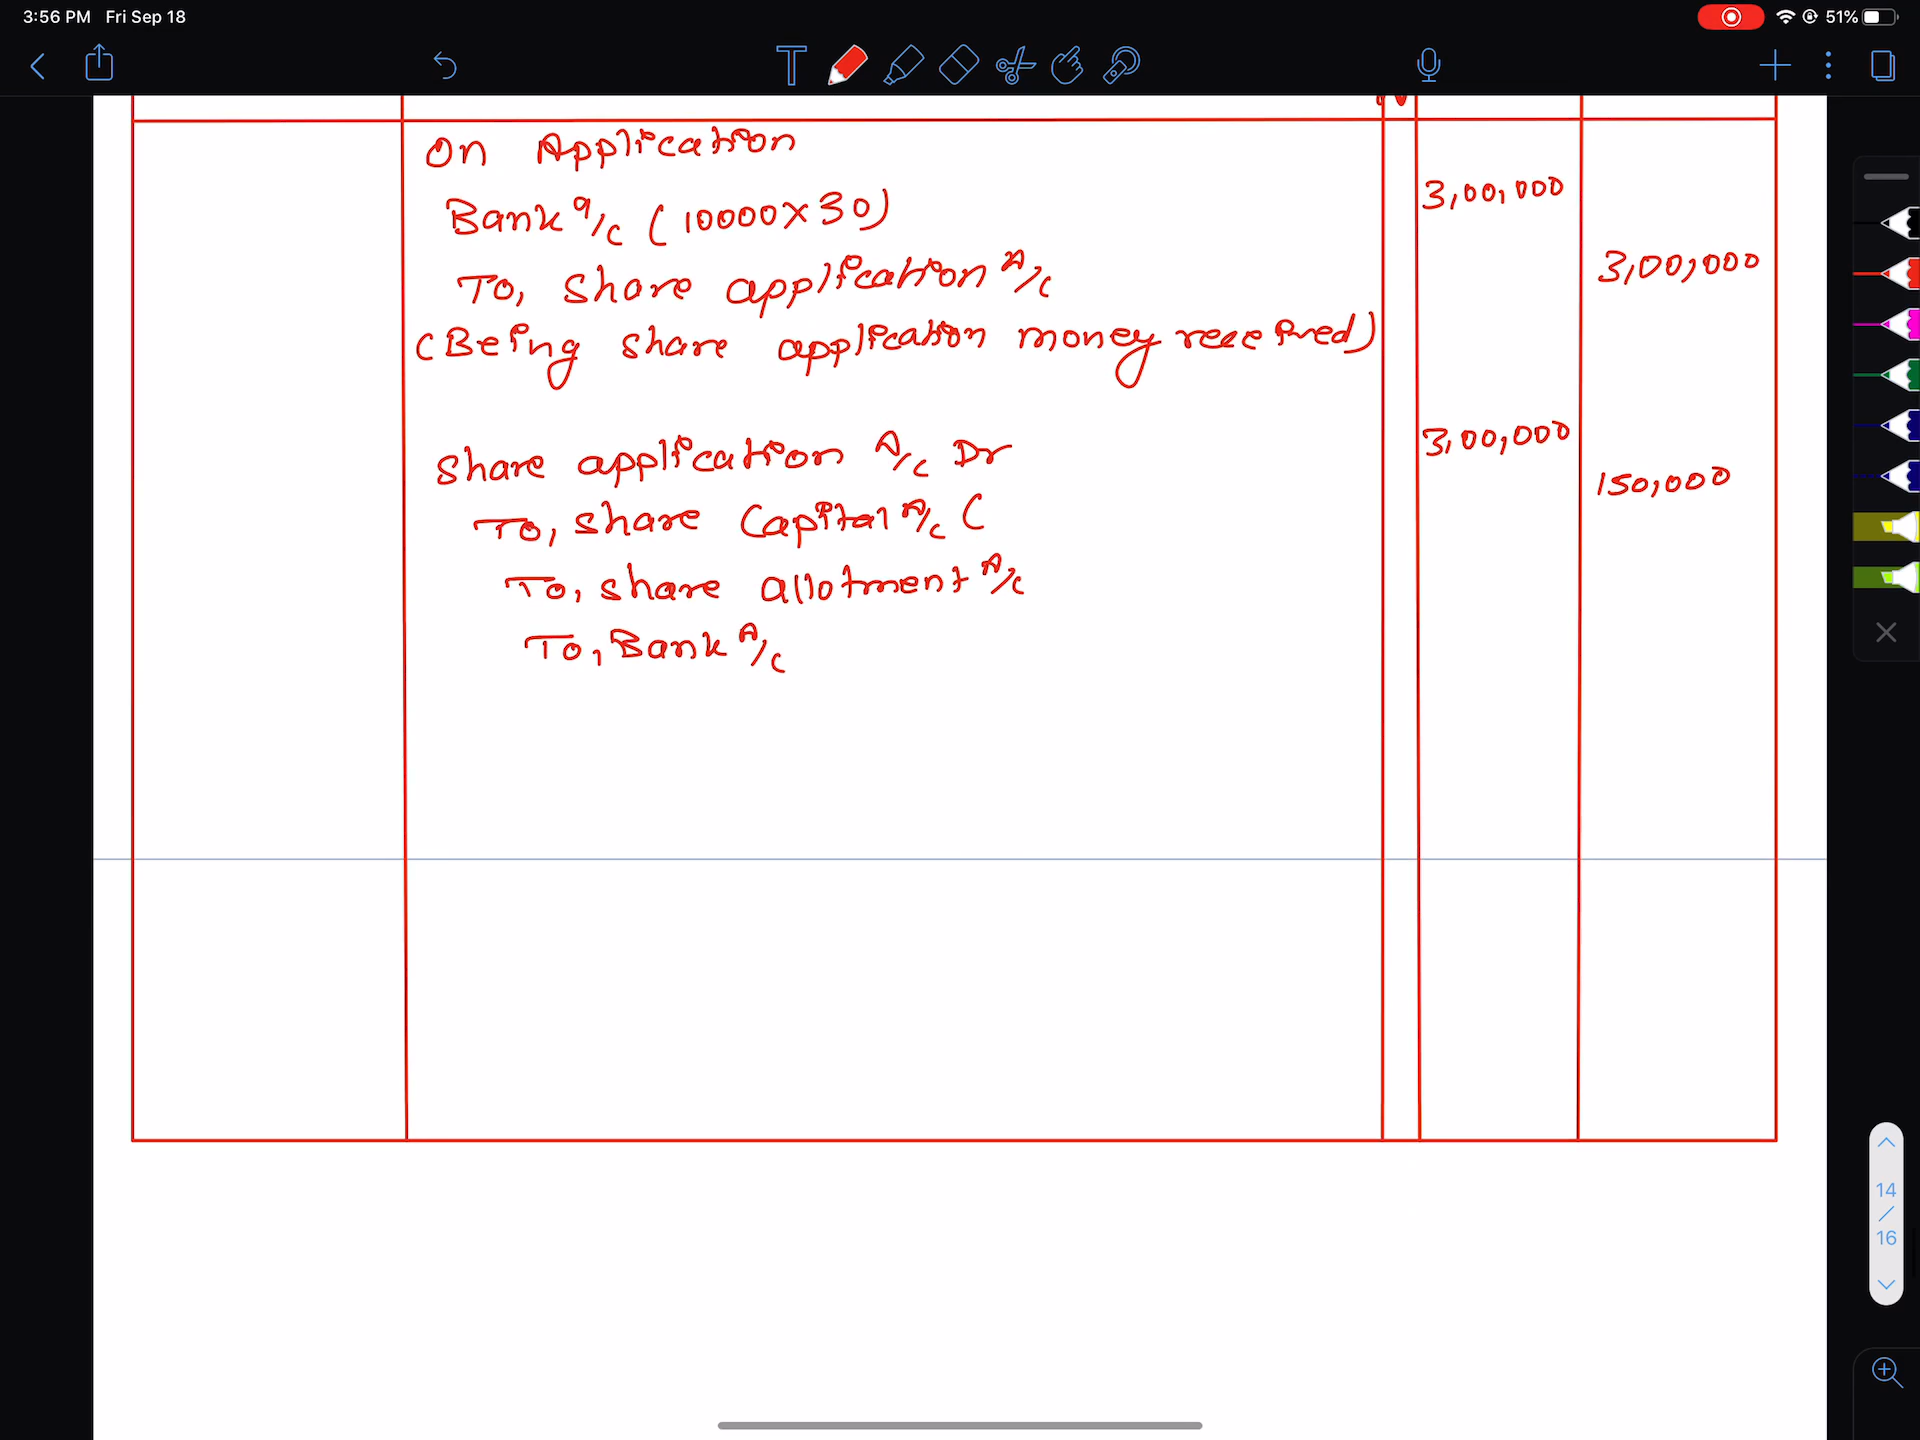 3:56 PM Fri Sep 18
51%
T
On Application
Bank a/c (10000×30)
3,00,000
To, Share application A/c
3,00,000
(Being share application money received)
Share application A/c Dr
3,00,000
To, share Capital A/c (
150,000
To, share allotment A/c
To, Bank A/c
14
/
16